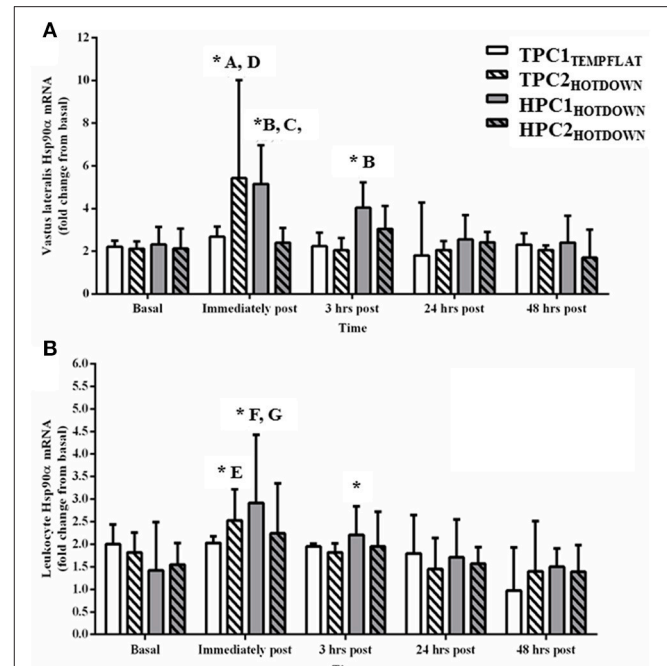 A
Vastus lateralis Hsp90α mRNA
(fold change from basal)
12
10
8
6
4
2
0
* A, D
*B, C,
* B
TPC1TEMPFLAT
TPC2HOTDOWN
HPC1HOTDOWN
HPC2HOTDOWN
Basal
Immediately post
3 hrs post
24 hrs post
48 hrs post
Time
B
Leukocyte Hsp90α mRNA
(fold change from basal)
6.0
5.5
5.0
4.5
4.0
3.5
3.0
2.5
2.0
1.5
1.0
0.5
0.0
* E
* F, G
*
Basal
Immediately post
3 hrs post
24 hrs post
48 hrs post